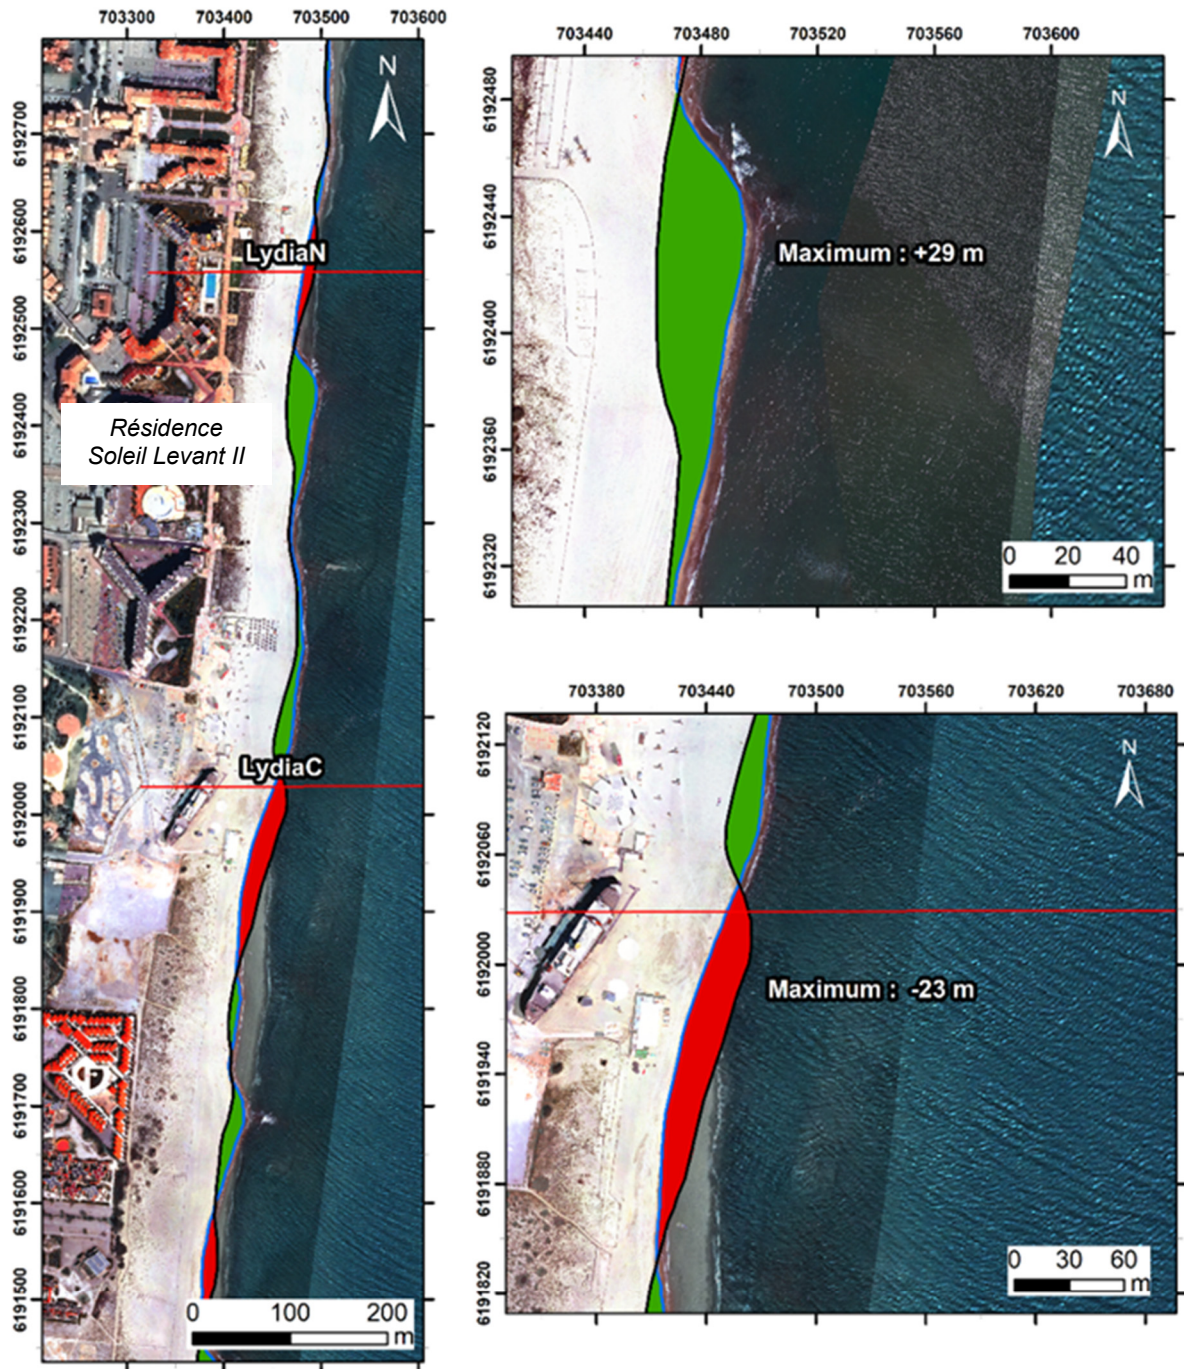 703300 703400 703500 703600
6192700
6192600
6192500
6192400
6192300
6192200
6192100
6192000
6191900
6191800
6191700
6191600
6191500
N
LydiaN
Résidence
Soleil Levant II
LydiaC
0 100 200
m
703440 703480 703520 703560 703600
6192480
6192440
6192400
6192360
6192320
N
Maximum : +29 m
0 20 40
m
703380 703440 703500 703560 703620 703680
6192120
6192060
6192000
6191940
6191880
6191820
N
Maximum : -23 m
0 30 60
m